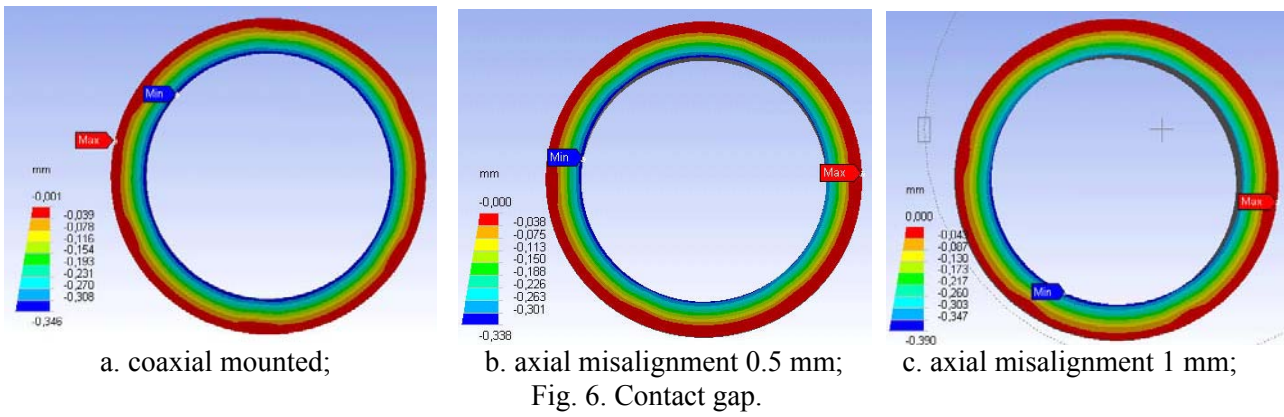 Min
Max
mm
-0,001
-0,039
-0,078
-0,116
-0,154
-0,193
-0,231
-0,270
-0,308
-0,346
a. coaxial mounted;
Min
Max
mm
-0,000
-0,038
-0,075
-0,113
-0,150
-0,188
-0,226
-0,263
-0,301
-0,338
b. axial misalignment 0.5 mm;
Max
Min
mm
0,000
-0,043
-0,087
-0,130
-0,173
-0,217
-0,260
-0,303
-0,347
-0,390
c. axial misalignment 1 mm;
Fig. 6. Contact gap.